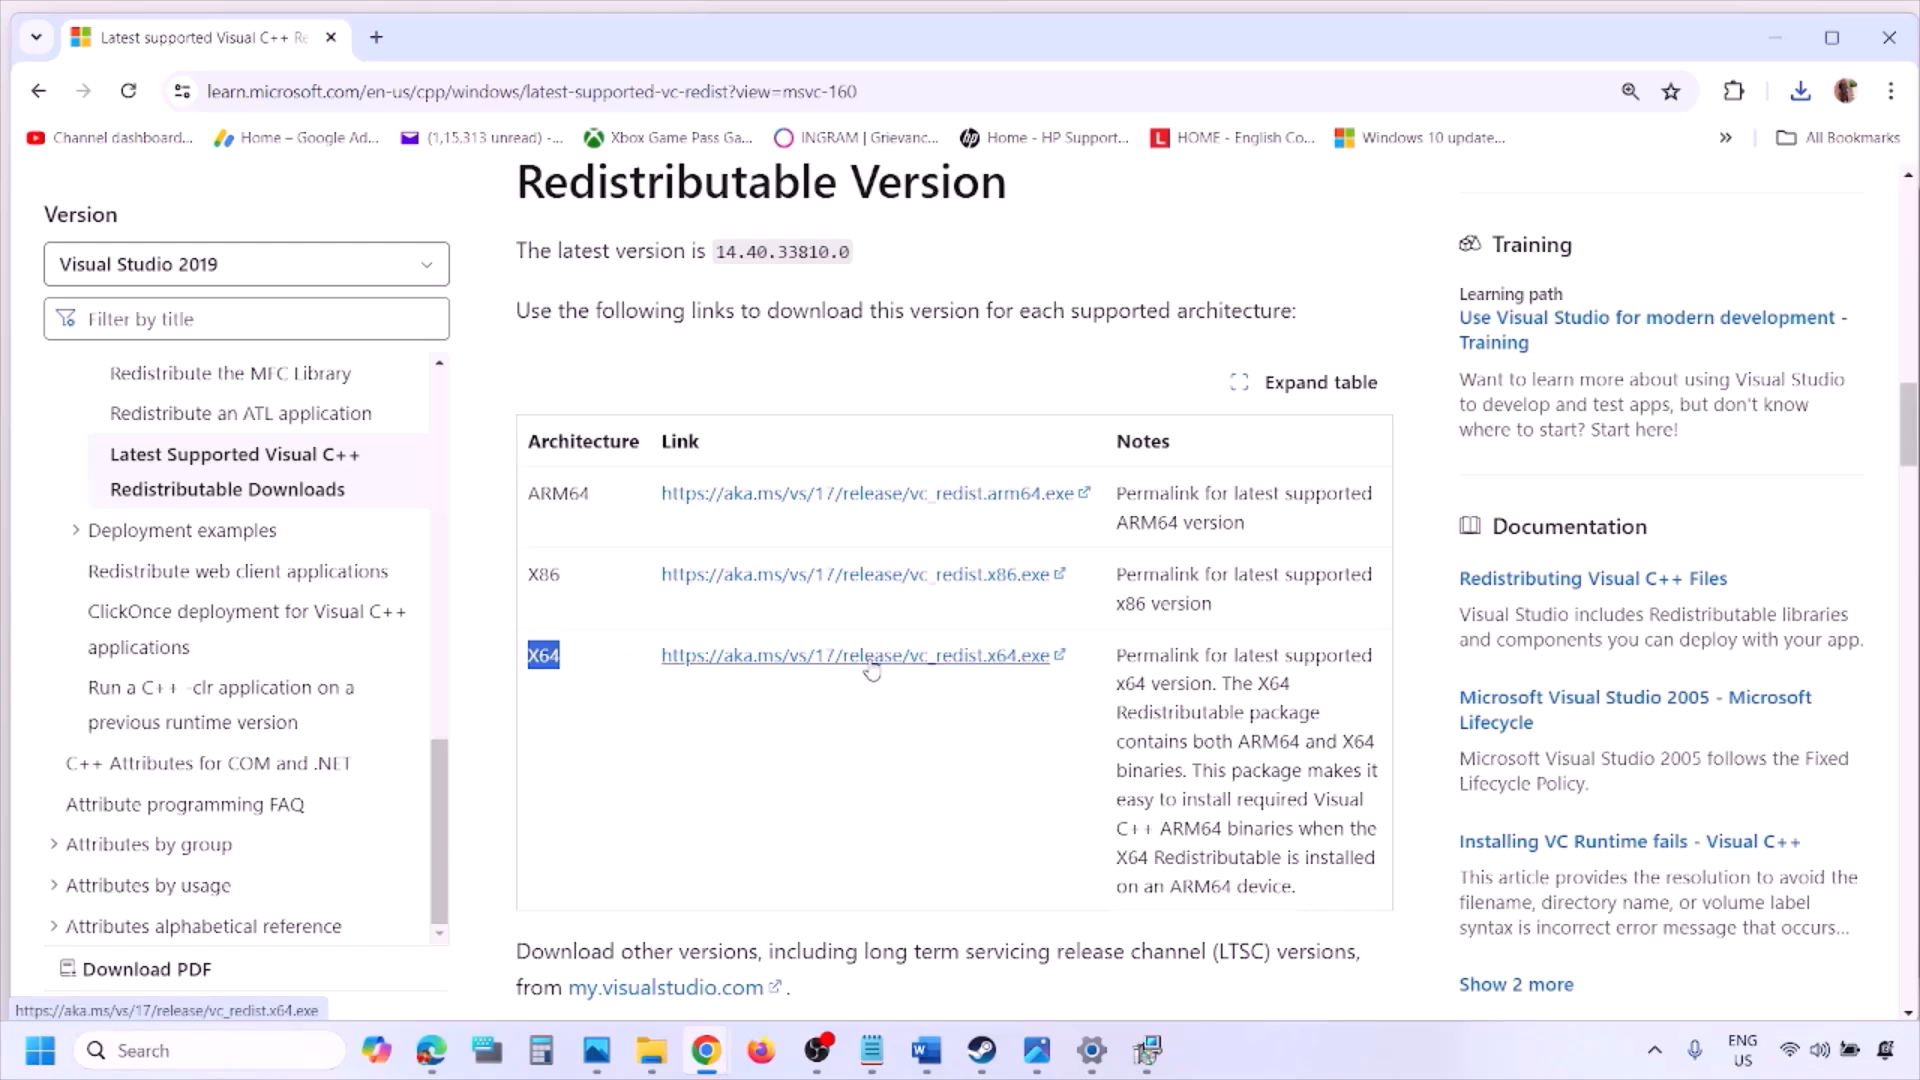 Latest supported Visual C++ Re
learn.microsoft.com/en-us/cpp/windows/latest-supported-vc-redist?view=msvc-160
Channel dashboard...
Home – Google Ad...
(1,15,313 unread) -...
Xbox Game Pass Ga...
INGRAM | Grievanc...
Home - HP Support...
HOME - English Co...
Windows 10 update...
All Bookmarks
Version
Visual Studio 2019
Filter by title
Redistribute the MFC Library
Redistribute an ATL application
Latest Supported Visual C++
Redistributable Downloads
Deployment examples
Redistribute web client applications
ClickOnce deployment for Visual C++
applications
Run a C++ -clr application on a
previous runtime version
C++ Attributes for COM and .NET
Attribute programming FAQ
Attributes by group
Attributes by usage
Attributes alphabetical reference
Download PDF
Redistributable Version
The latest version is 14.40.33810.0
Use the following links to download this version for each supported architecture:
Expand table
Architecture Link Notes
ARM64 https://aka.ms/vs/17/release/vc_redist.arm64.exe Permalink for latest supported
ARM64 version
X86 https://aka.ms/vs/17/release/vc_redist.x86.exe Permalink for latest supported
x86 version
X64 https://aka.ms/vs/17/release/vc_redist.x64.exe Permalink for latest supported
x64 version. The X64
Redistributable package
contains both ARM64 and X64
binaries. This package makes it
easy to install required Visual
C++ ARM64 binaries when the
X64 Redistributable is installed
on an ARM64 device.
Download other versions, including long term servicing release channel (LTSC) versions,
from my.visualstudio.com .
Training
Learning path
Use Visual Studio for modern development -
Training
Want to learn more about using Visual Studio
to develop and test apps, but don't know
where to start? Start here!
Documentation
Redistributing Visual C++ Files
Visual Studio includes Redistributable libraries
and components you can deploy with your app.
Microsoft Visual Studio 2005 - Microsoft
Lifecycle
Microsoft Visual Studio 2005 follows the Fixed
Lifecycle Policy.
Installing VC Runtime fails - Visual C++
This article provides the resolution to avoid the
filename, directory name, or volume label
syntax is incorrect error message that occurs...
Show 2 more
https://aka.ms/vs/17/release/vc_redist.x64.exe
Search
ENG
US